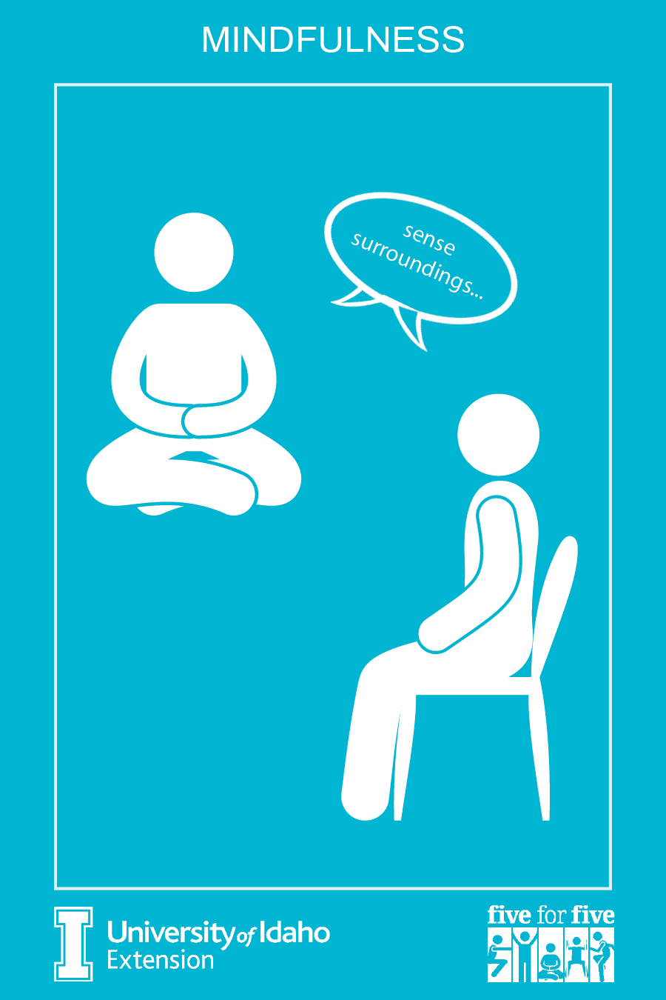 MINDFULNESS
sense
surroundings...
University of Idaho
Extension
five for five